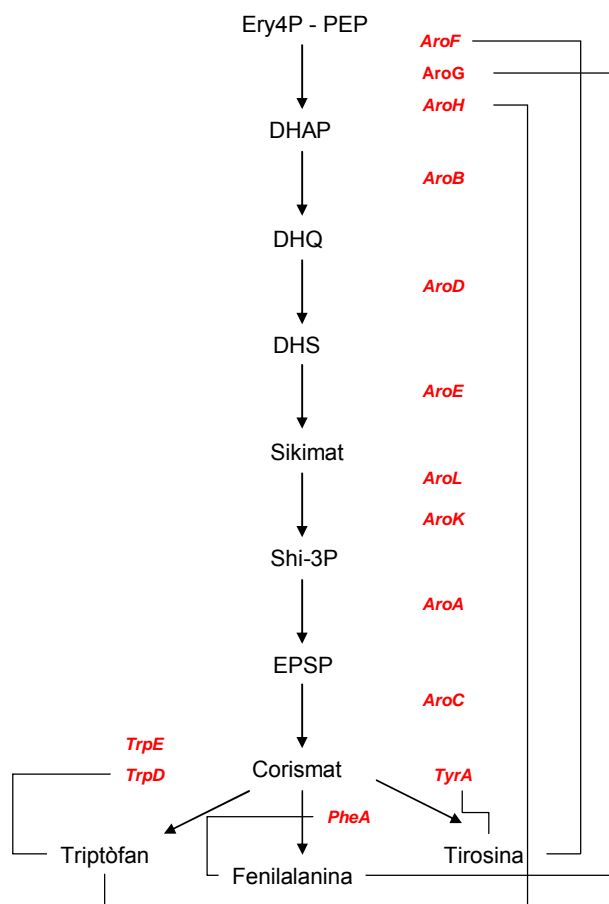 Ery4P - PEP
AroF
AroG
AroH
DHAP
AroB
DHQ
AroD
DHS
AroE
Sikimat
AroL
AroK
Shi-3P
AroA
EPSP
AroC
TrpE
TrpD
Corismat
TyrA
PheA
Triptòfan
Tirosina
Fenilalanina